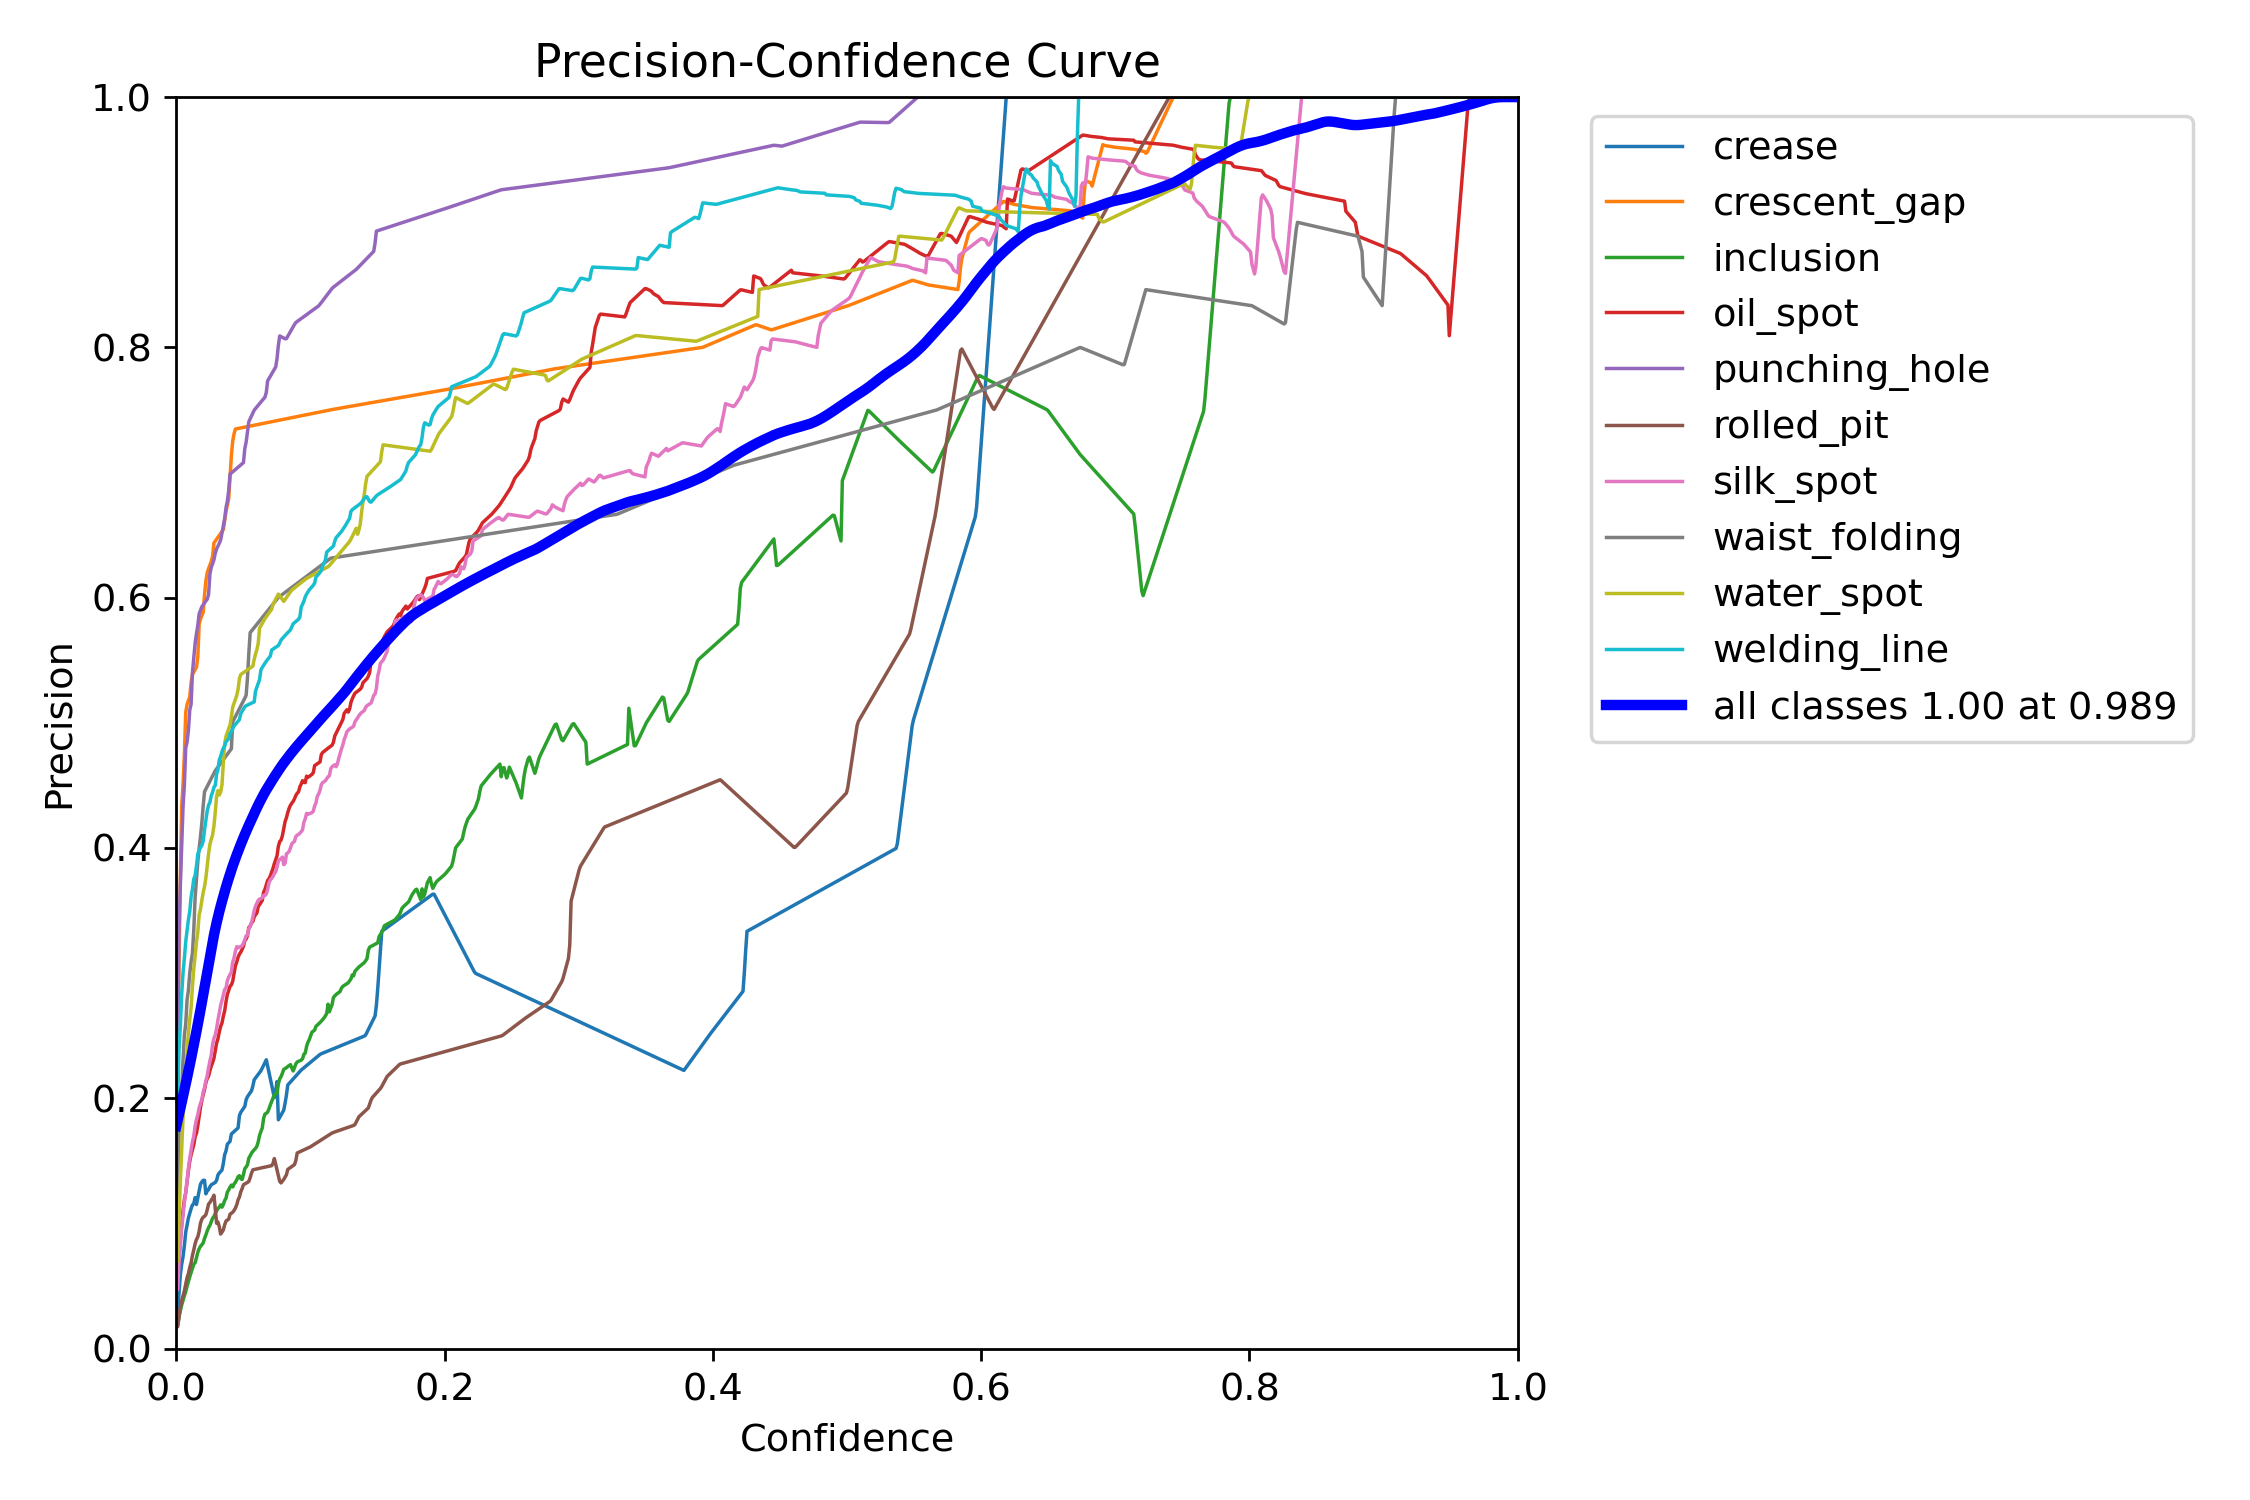 Precision-Confidence Curve
1.0
0.8
0.6
0.4
0.2
0.0
Precision
0.0 0.2 0.4 0.6 0.8 1.0
Confidence
crease
crescent_gap
inclusion
oil_spot
punching_hole
rolled_pit
silk_spot
waist_folding
water_spot
welding_line
all classes 1.00 at 0.989